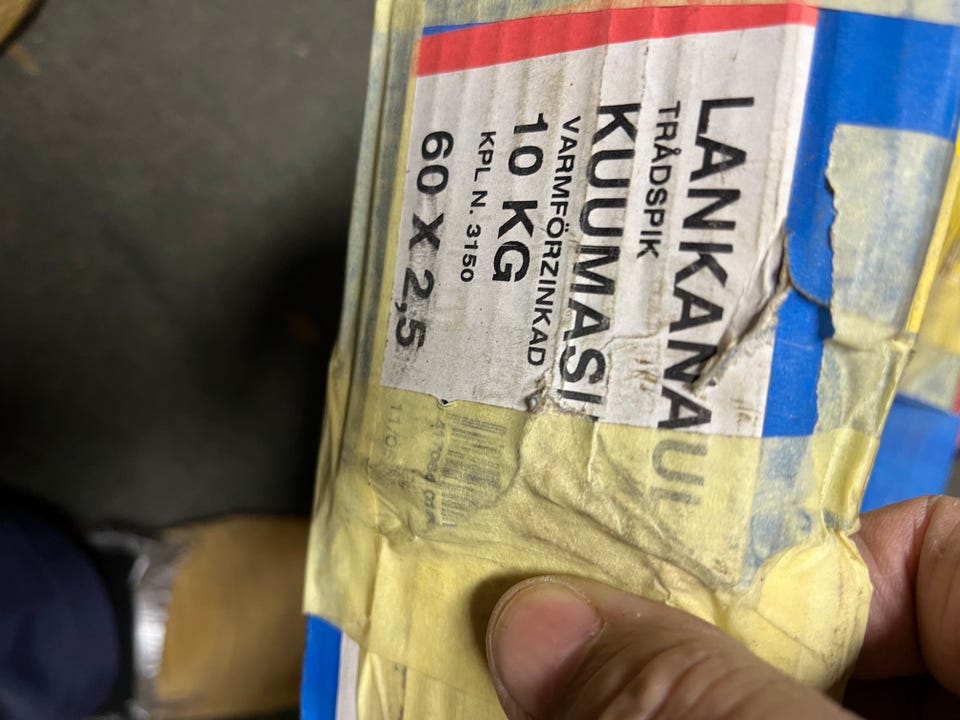 LANKANAUL
TRÅDSPIK
KUUMASI
VARMFÖRZINKAD
10 KG
KPL N. 3150
60 X 2,5